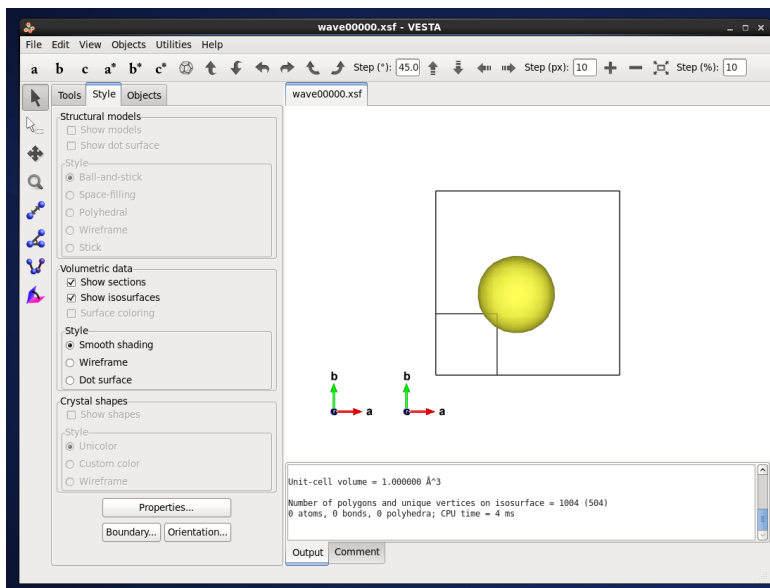 wave00000.xsf - VESTA
File Edit View Objects Utilities Help
a b c a* b* c* Step (°): 45.0 Step (px): 10 Step (%): 10
Tools Style Objects
wave00000.xsf
Structural models
Show models
Show dot surface
Style
Ball-and-stick
Space-filling
Polyhedral
Wireframe
Stick
Volumetric data
Show sections
Show isosurfaces
Surface coloring
Style
Smooth shading
Wireframe
Dot surface
Crystal shapes
Show shapes
Style
Unicolor
Custom color
Wireframe
Properties...
Boundary... Orientation...
b b
a a
Unit-cell volume = 1.000000 Å^3
Number of polygons and unique vertices on isosurface = 1004 (504)
0 atoms, 0 bonds, 0 polyhedra; CPU time = 4 ms
Output Comment